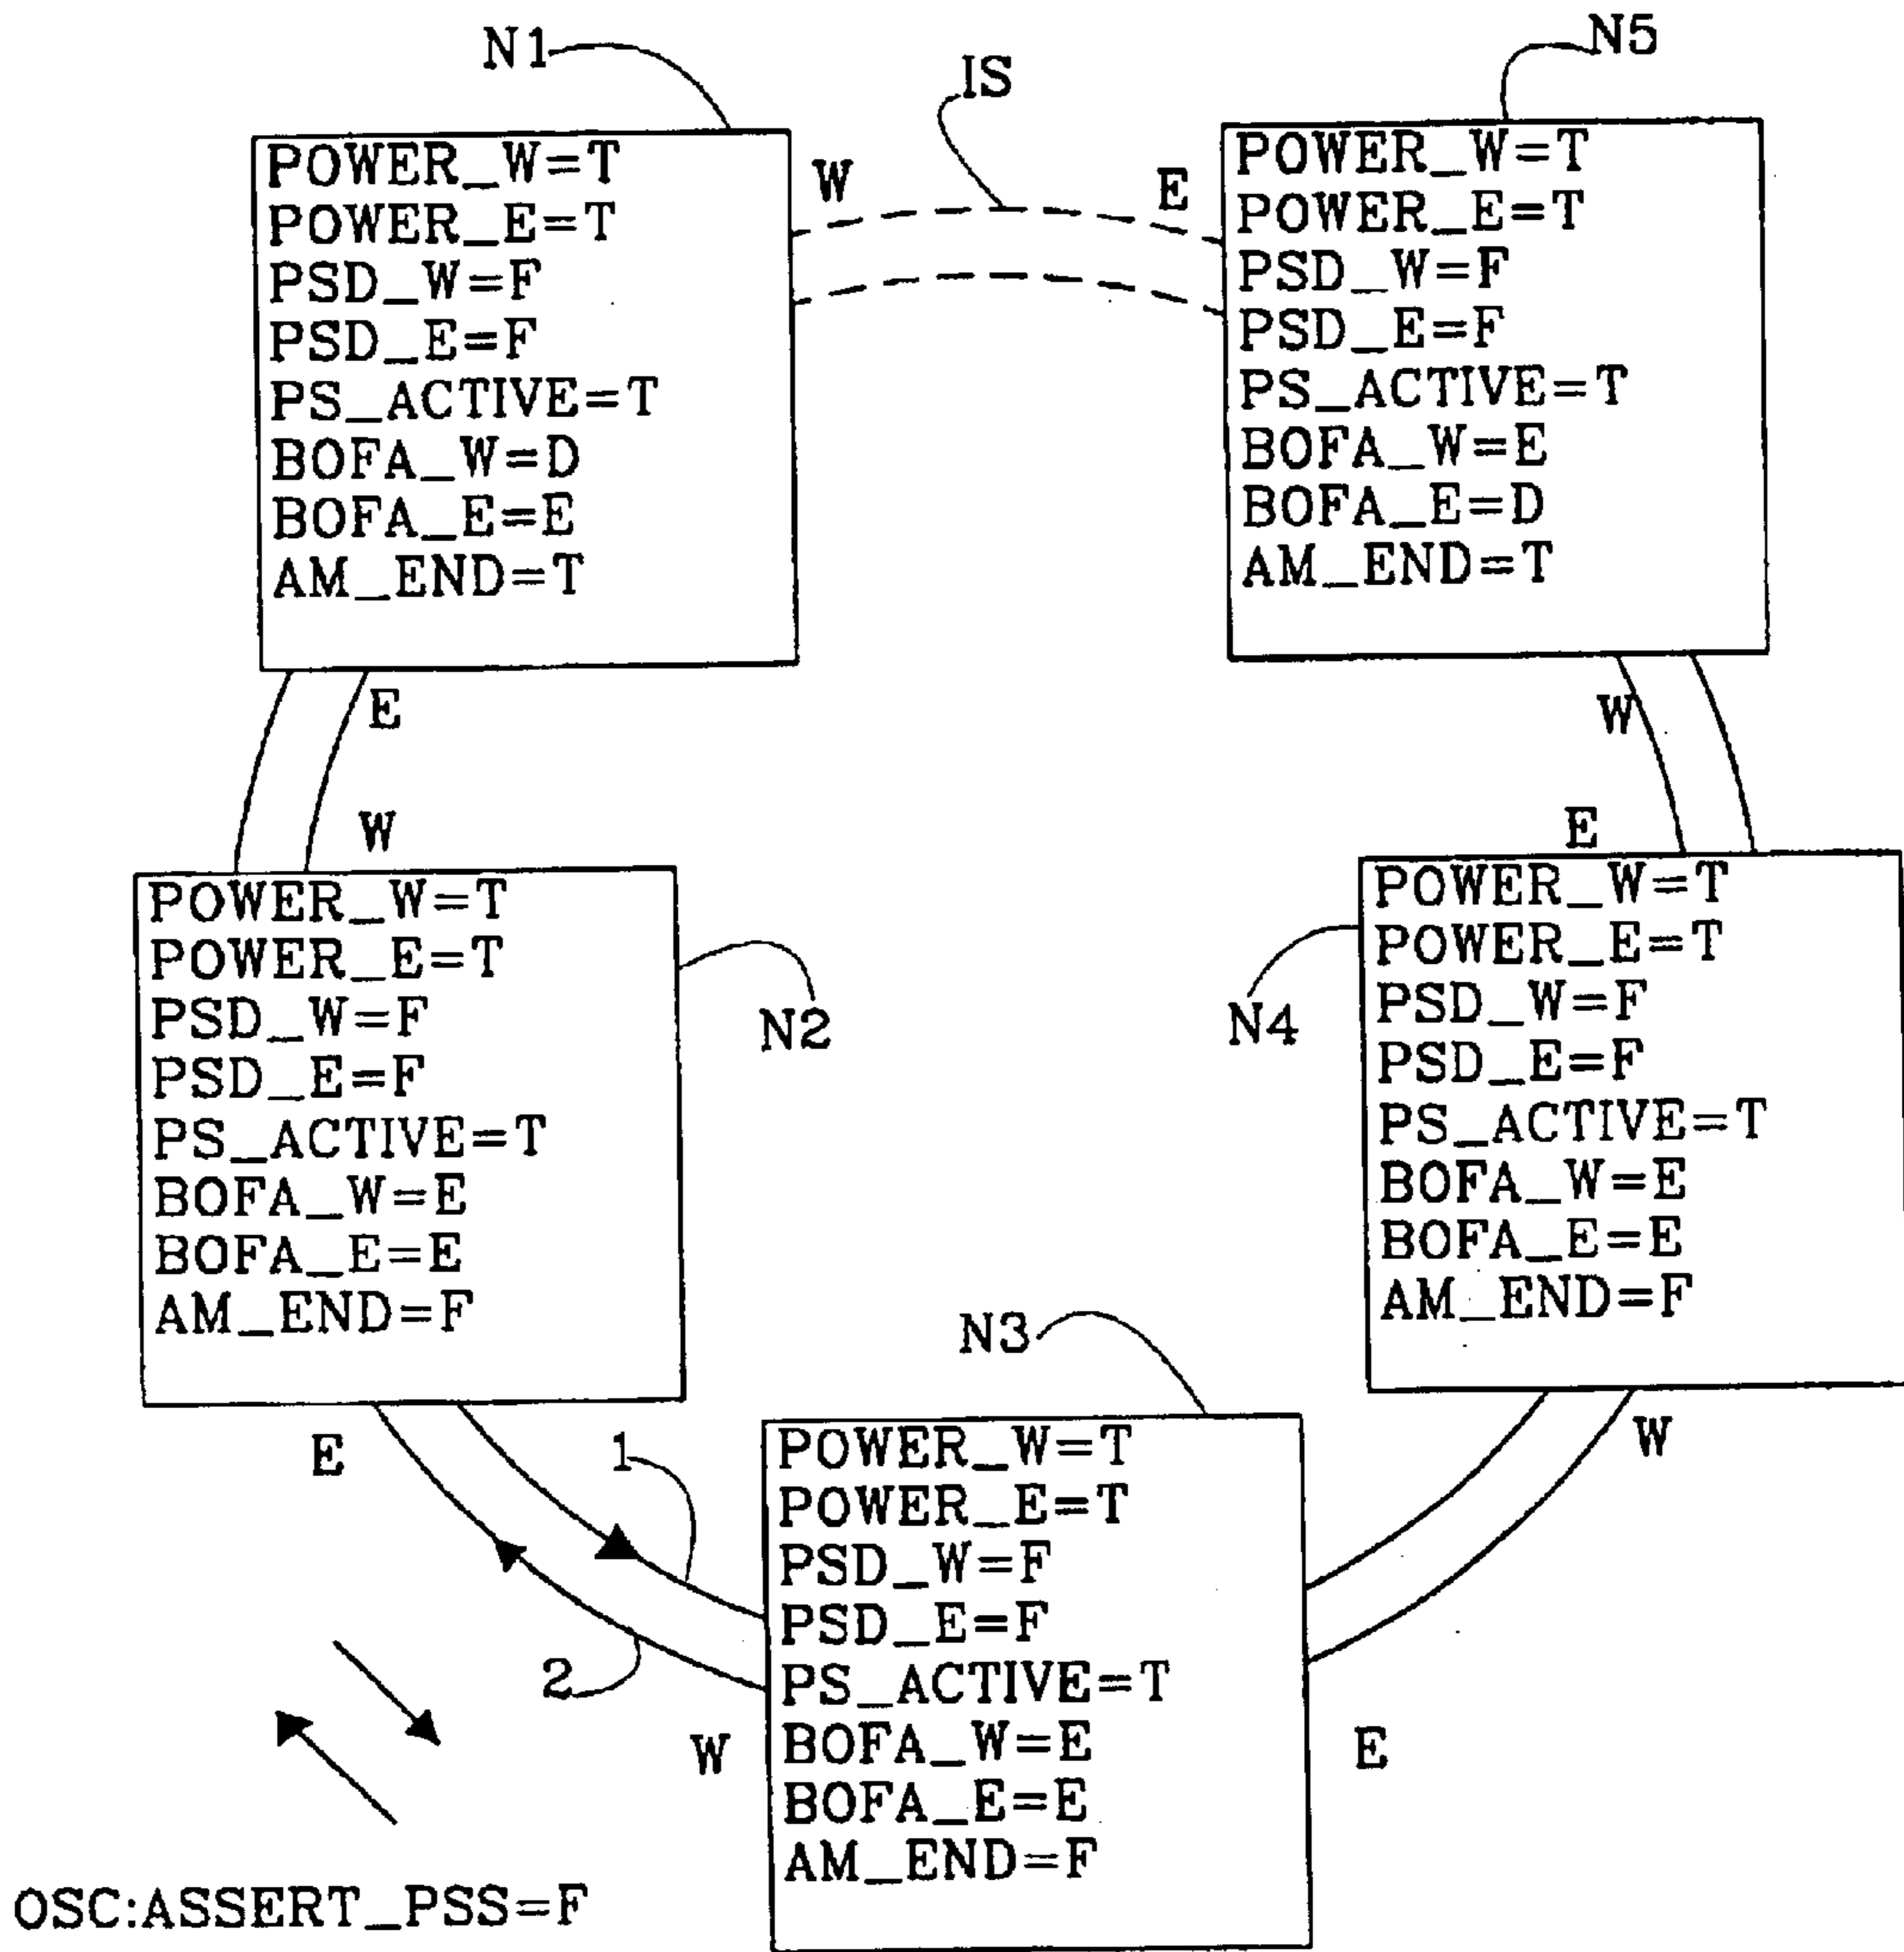 N1
IS
N5
POWER_W=T
POWER_E=T
PSD_W=F
PSD_E=F
PS_ACTIVE=T
BOFA_W=D
BOFA_E=E
AM_END=T
W
E
POWER_W=T
POWER_E=T
PSD_W=F
PSD_E=F
PS_ACTIVE=T
BOFA_W=E
BOFA_E=D
AM_END=T
E
W
W
E
POWER_W=T
POWER_E=T
PSD_W=F
PSD_E=F
PS_ACTIVE=T
BOFA_W=E
BOFA_E=E
AM_END=F
N2
N4
POWER_W=T
POWER_E=T
PSD_W=F
PSD_E=F
PS_ACTIVE=T
BOFA_W=E
BOFA_E=E
AM_END=F
N3
E
1
W
POWER_W=T
POWER_E=T
PSD_W=F
PSD_E=F
PS_ACTIVE=T
BOFA_W=E
BOFA_E=E
AM_END=F
2
W
E
OSC:ASSERT_PSS=F